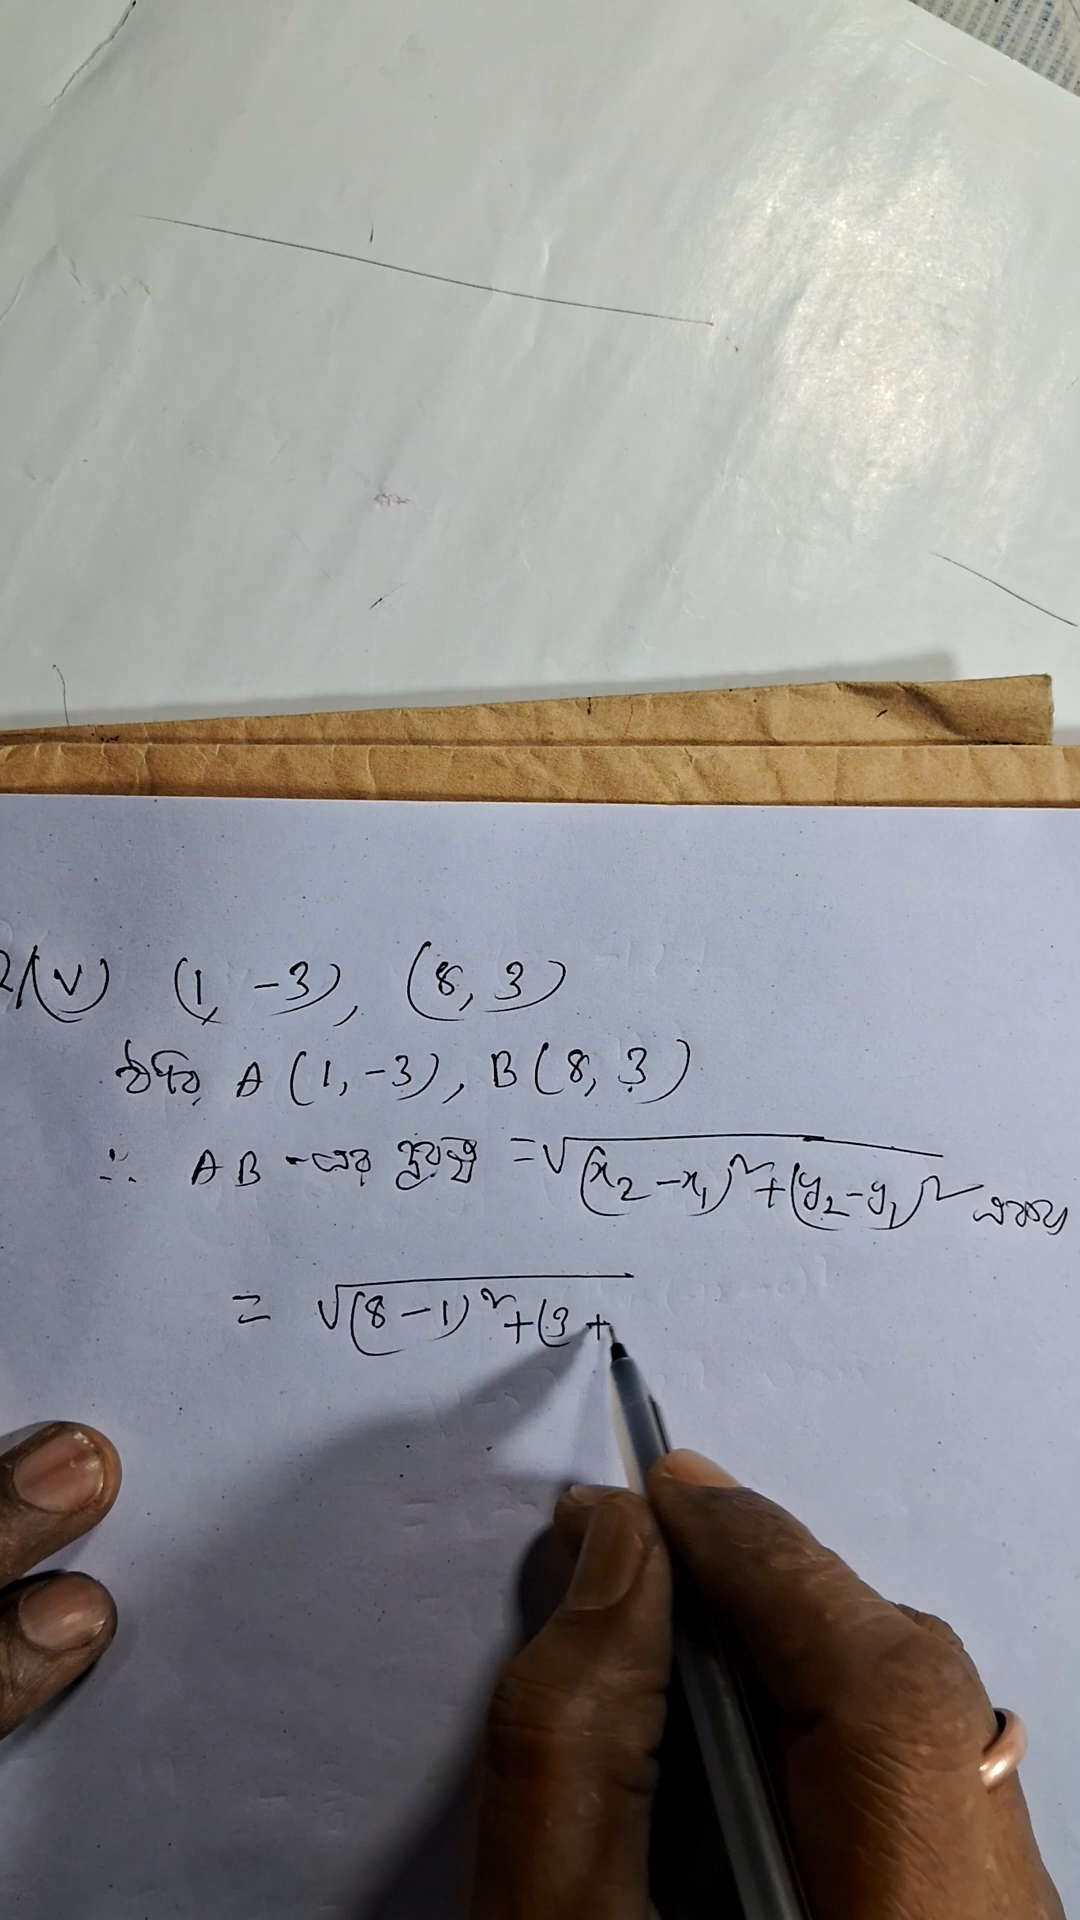 2/(V) (1, -3), (8, 3)
ধরি, A (1, -3), B (8, 3)
∴ AB -এর দূরত্ব = √(x₂-x₁)²+(y₂-y₁)² একক
= √(8-1)²+(3+